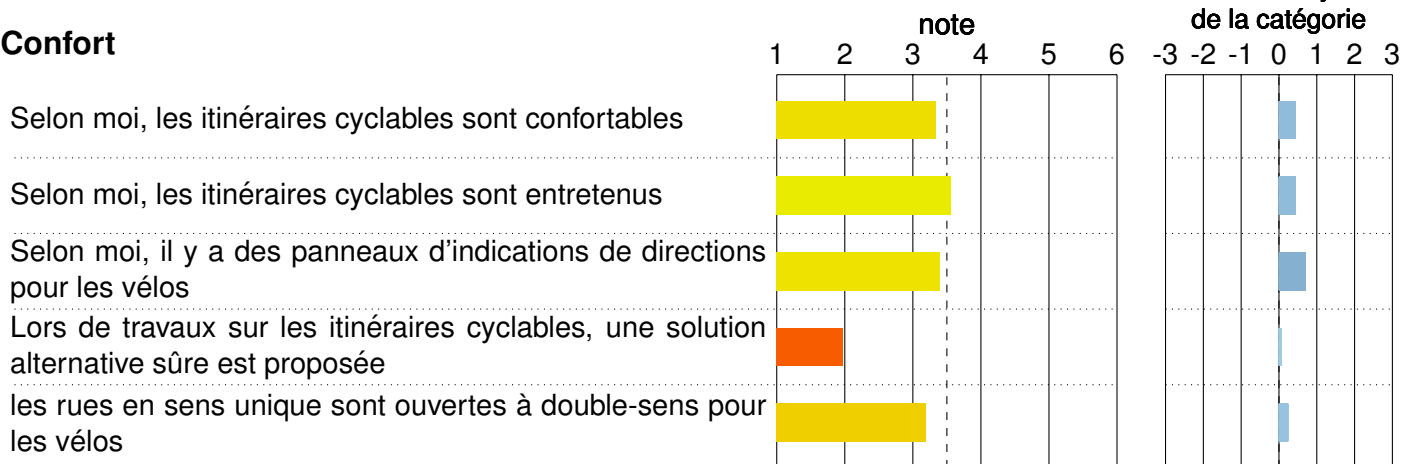 note
de la catégorie
Confort
1 2 3 4 5 6
-3 -2 -1 0 1 2 3
Selon moi, les itinéraires cyclables sont confortables
Selon moi, les itinéraires cyclables sont entretenus
Selon moi, il y a des panneaux d'indications de directions
pour les vélos
Lors de travaux sur les itinéraires cyclables, une solution
alternative sûre est proposée
les rues en sens unique sont ouvertes à double-sens pour
les vélos